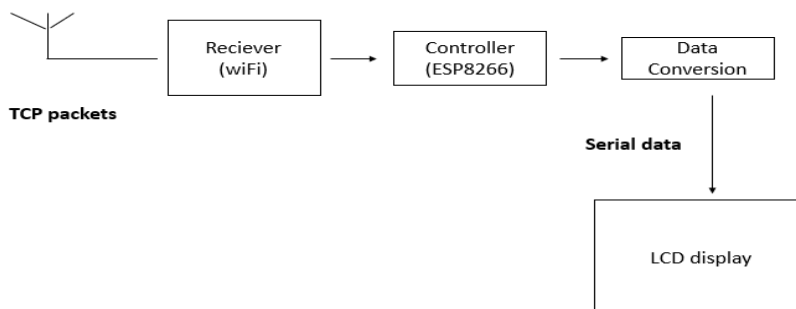 Reciever
(wiFi)
Controller
(ESP8266)
Data
Conversion
TCP packets
Serial data
LCD display